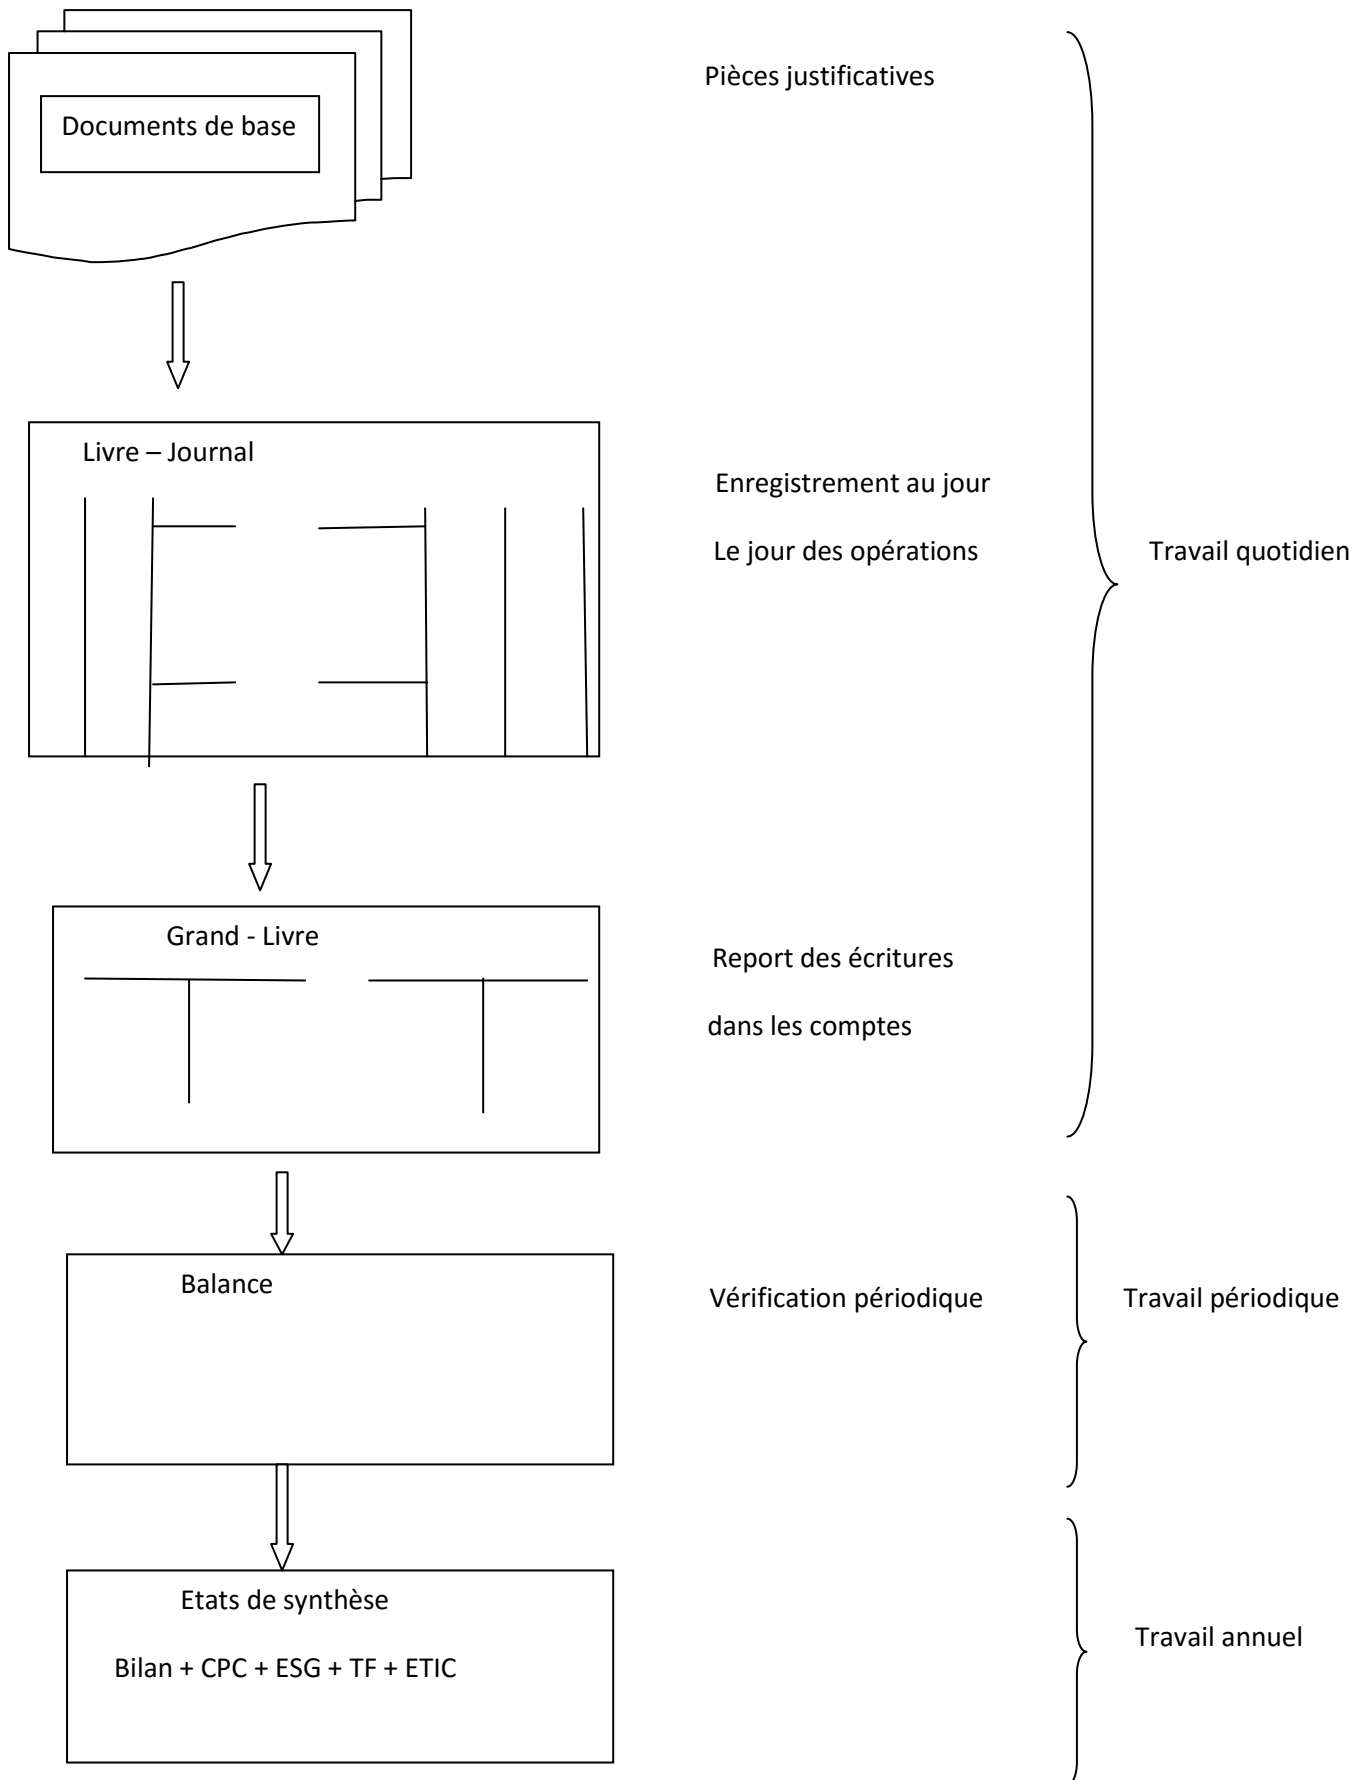 Pièces justificatives
Documents de base
Livre – Journal
Enregistrement au jour
Le jour des opérations
Travail quotidien
Grand - Livre
Report des écritures
dans les comptes
Balance
Vérification périodique
Travail périodique
Etats de synthèse
Travail annuel
Bilan + CPC + ESG + TF + ETIC